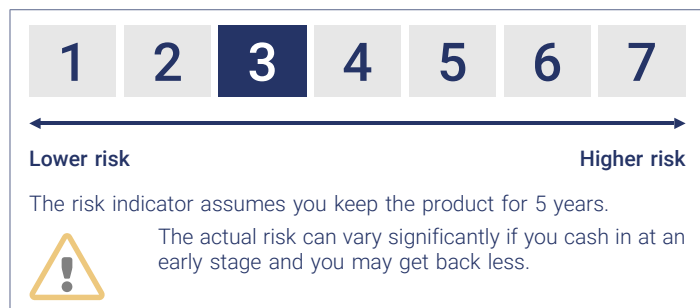 1 2 3 4 5 6 7
Lower risk Higher risk
The risk indicator assumes you keep the product for 5 years.
The actual risk can vary significantly if you cash in at an
early stage and you may get back less.